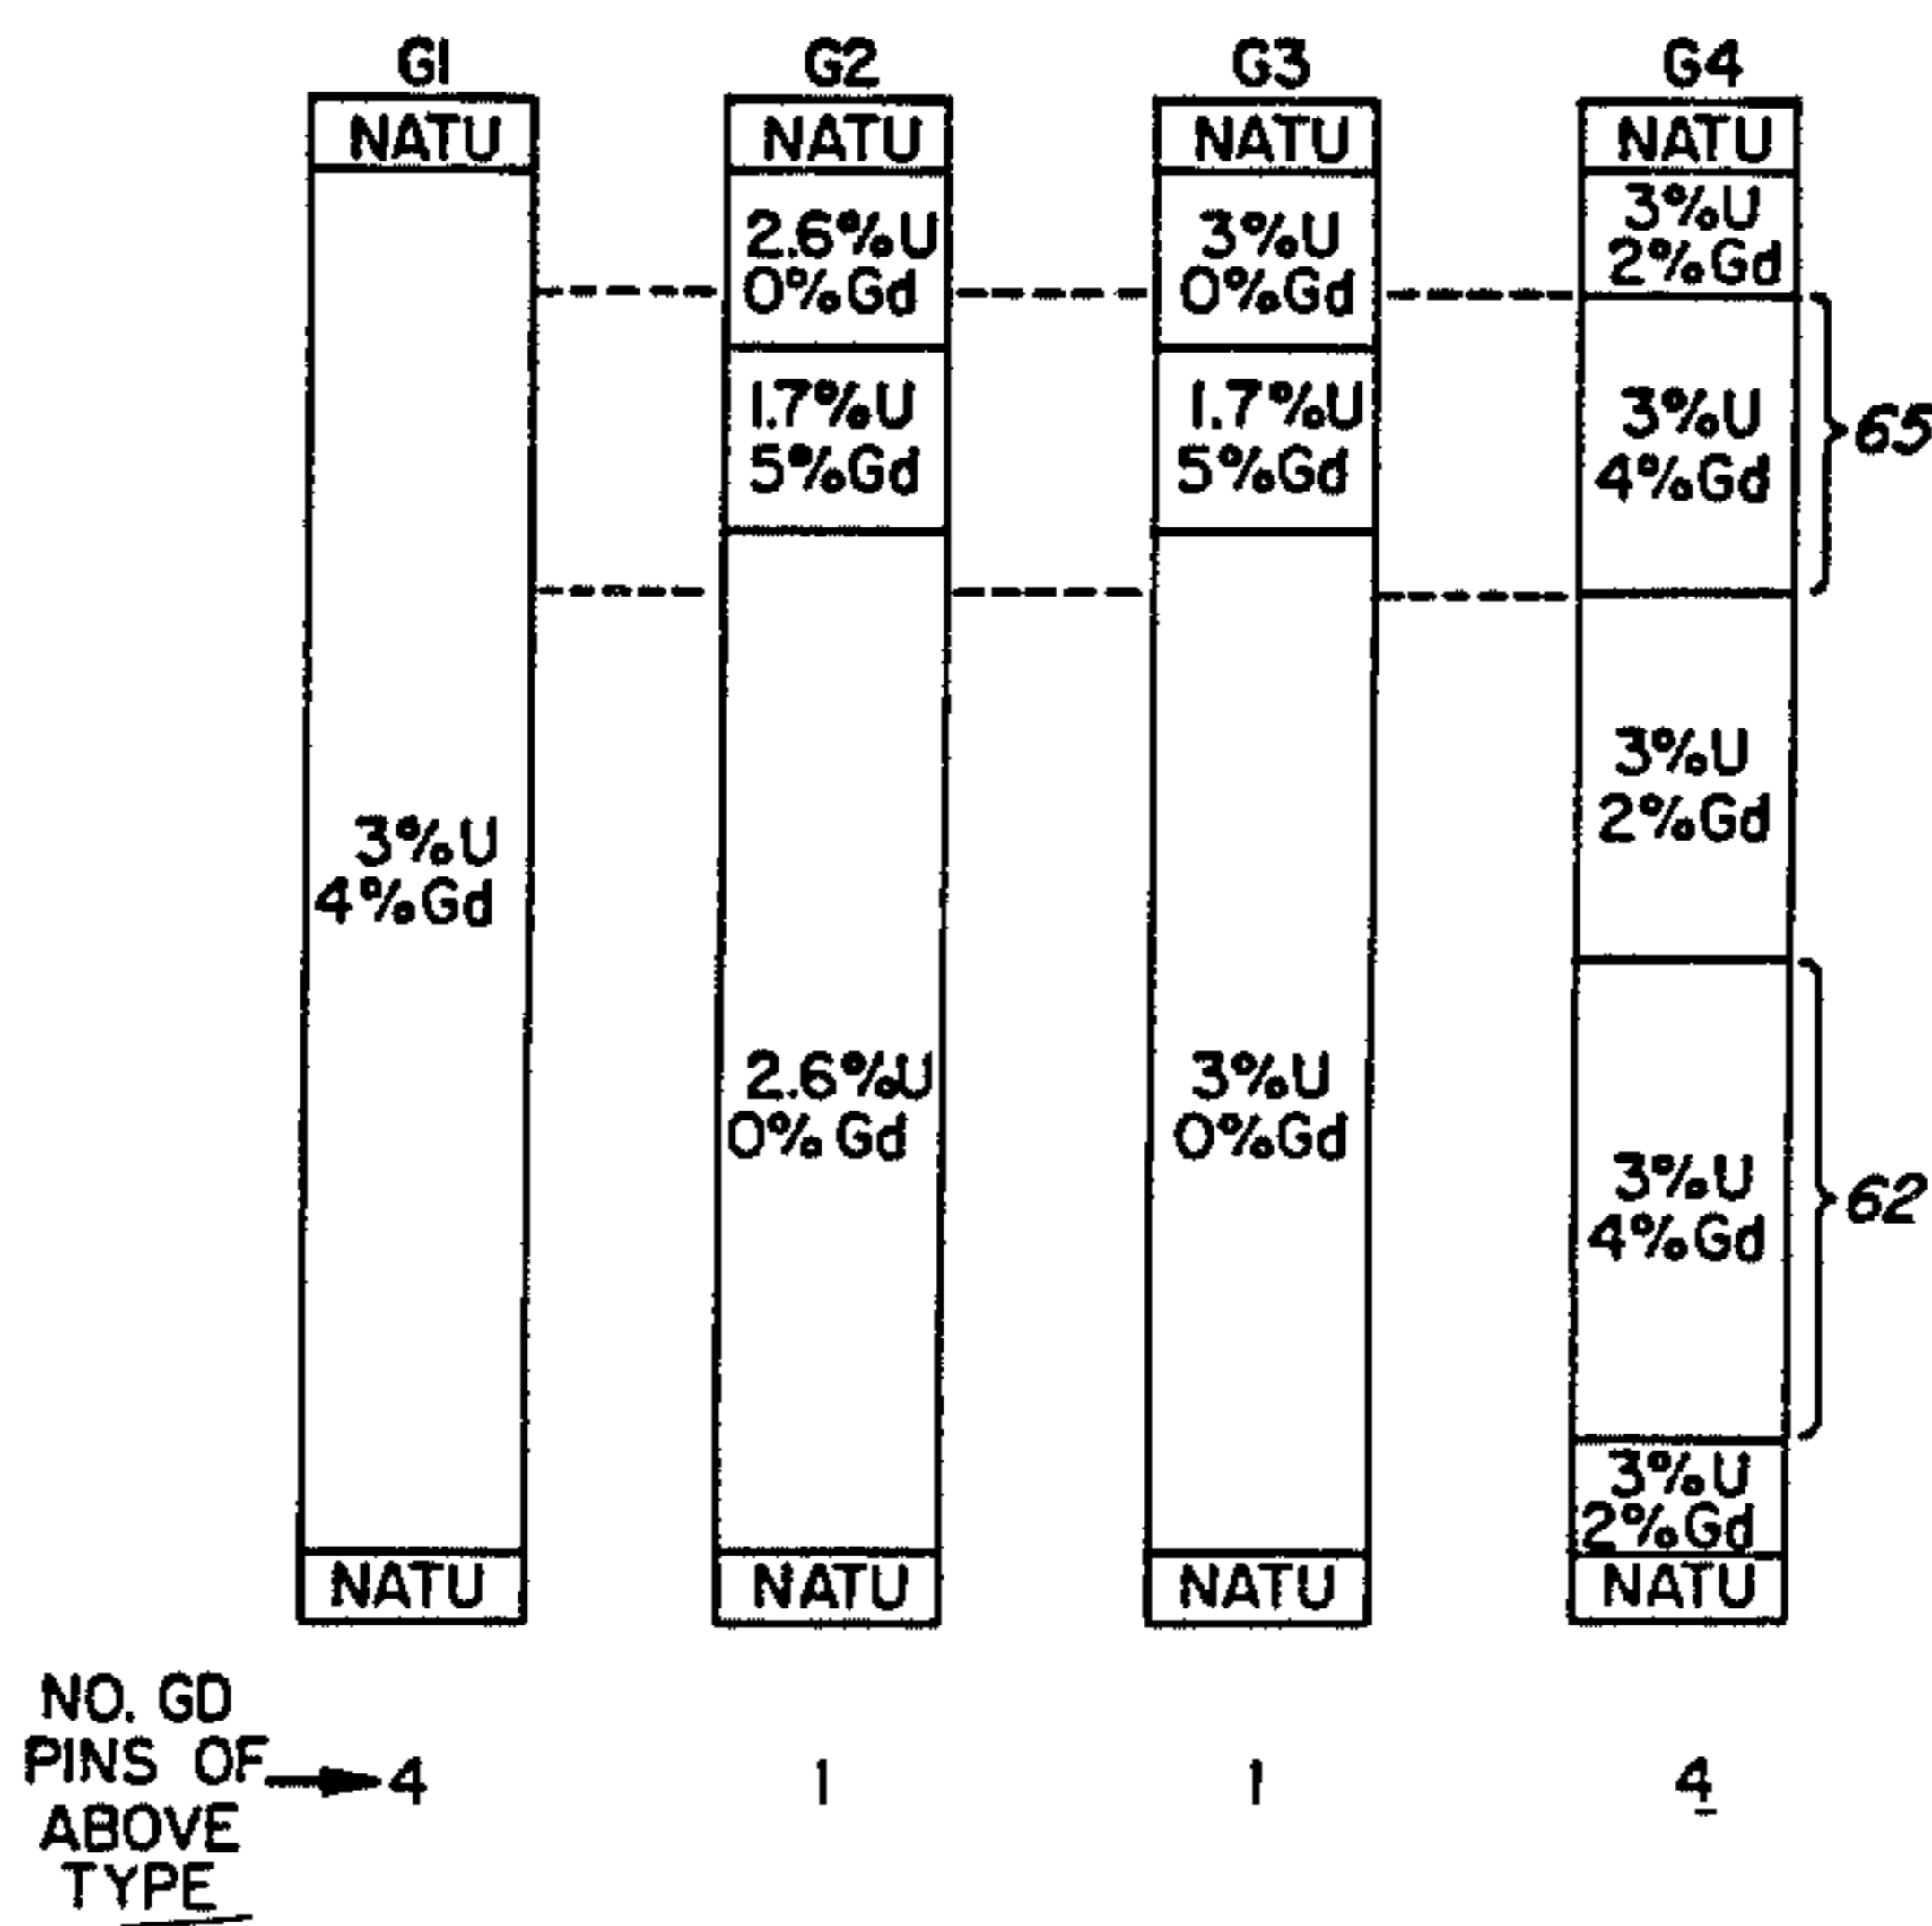 G1
NATU
3%U
4%Gd
NATU
G2
NATU
2.6%U
0%Gd
1.7%U
5%Gd
2.6%U
0%Gd
NATU
G3
NATU
3%U
0%Gd
1.7%U
5%Gd
3%U
0%Gd
NATU
G4
NATU
3%U
2%Gd
3%U
4%Gd
65
3%U
2%Gd
3%U
4%Gd
62
3%U
2%Gd
NATU
NO. GD
PINS OF
ABOVE
TYPE
4
1
1
4